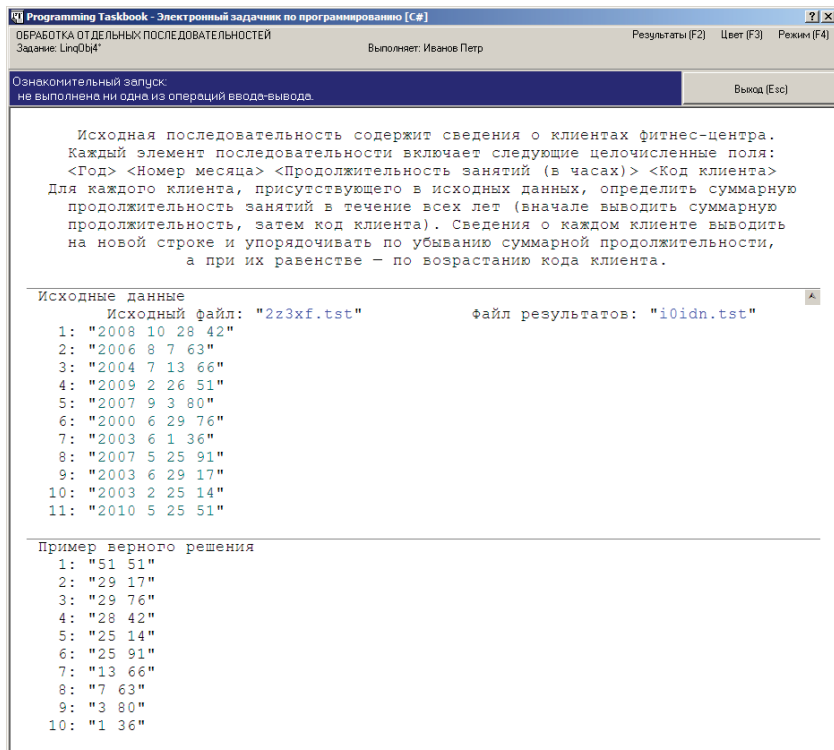 Programming Taskbook - Электронный задачник по программированию [C#]
ОБРАБОТКА ОТДЕЛЬНЫХ ПОСЛЕДОВАТЕЛЬНОСТЕЙ
Результаты (F2) Цвет (F3) Режим (F4)
Задание: LinqObj4° Выполняет: Иванов Петр
Ознакомительный запуск:
не выполнена ни одна из операций ввода-вывода.
Выход (Esc)
Исходная последовательность содержит сведения о клиентах фитнес-центра.
Каждый элемент последовательности включает следующие целочисленные поля:
<Год> <Номер месяца> <Продолжительность занятий (в часах)> <Код клиента>
Для каждого клиента, присутствующего в исходных данных, определить суммарную
продолжительность занятий в течение всех лет (вначале выводить суммарную
продолжительность, затем код клиента). Сведения о каждом клиенте выводить
на новой строке и упорядочивать по убыванию суммарной продолжительности,
а при их равенстве — по возрастанию кода клиента.
Исходные данные
Исходный файл: "2z3xf.tst" Файл результатов: "i0idn.tst"
1: "2008 10 28 42"
2: "2006 8 7 63"
3: "2004 7 13 66"
4: "2009 2 26 51"
5: "2007 9 3 80"
6: "2000 6 29 76"
7: "2003 6 1 36"
8: "2007 5 25 91"
9: "2003 6 29 17"
10: "2003 2 25 14"
11: "2010 5 25 51"
Пример верного решения
1: "51 51"
2: "29 17"
3: "29 76"
4: "28 42"
5: "25 14"
6: "25 91"
7: "13 66"
8: "7 63"
9: "3 80"
10: "1 36"